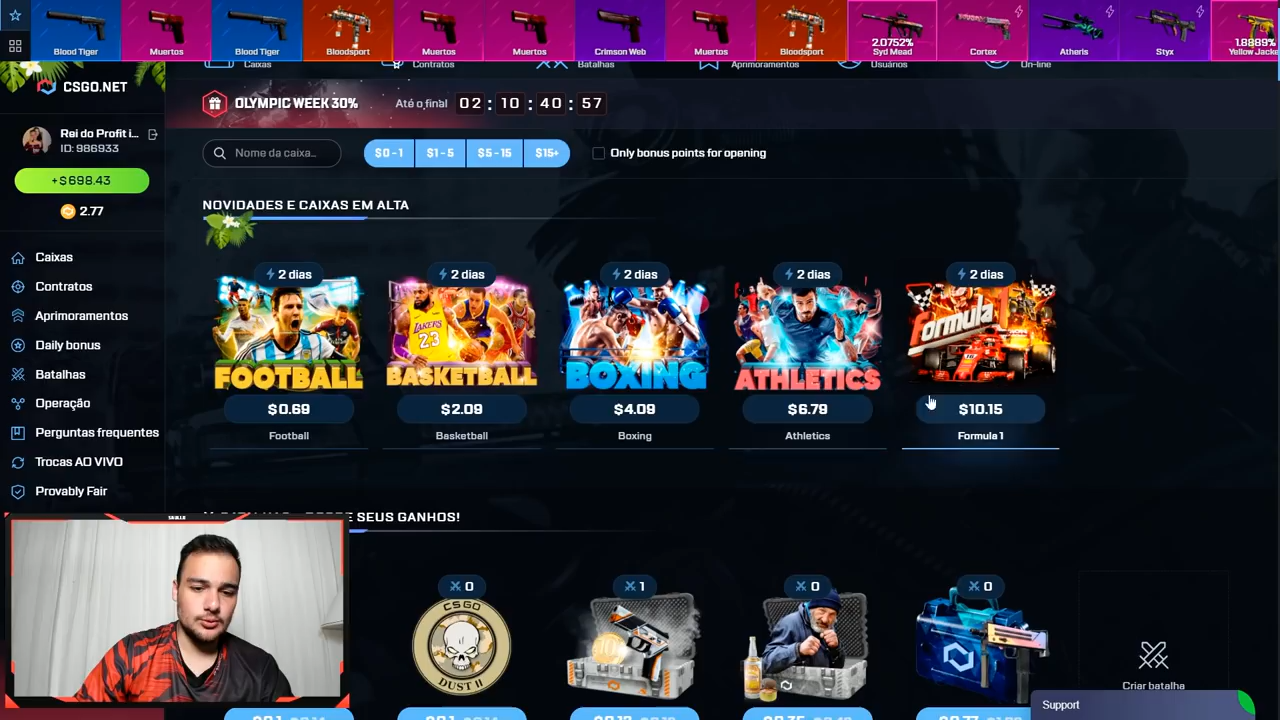 Blood Tiger
Muertos
Blood Tiger
Bloodsport
Muertos
Muertos
Crimson Web
Muertos
Bloodsport
2.0752%
Syd Mead
Cortex
Atheris
Styx
1.8889%
Yellow Jacke
Caixas
Contratos
Batalhas
Aprimoramentos
Usuários
On-line
CSGO.NET
OLYMPIC WEEK 30%
Até o final
02 : 10 : 40 : 57
Rei do Profit i...
ID: 986933
+$698.43
2.77
Nome da caixa...
$0 - 1
$1 - 5
$5 - 15
$15+
Only bonus points for opening
NOVIDADES E CAIXAS EM ALTA
Caixas
Contratos
Aprimoramentos
Daily bonus
Batalhas
Operação
Perguntas frequentes
Trocas AO VIVO
Provably Fair
2 dias
2 dias
2 dias
2 dias
2 dias
FOOTBALL
LAKERS
23
BASKETBALL
BOXING
ATHLETICS
Formula
$0.69
$2.09
$4.09
$6.79
$10.15
Football
Basketball
Boxing
Athletics
Formula 1
SEUS GANHOS!
0
1
0
0
CS GO
DUST II
Criar batalha
Support